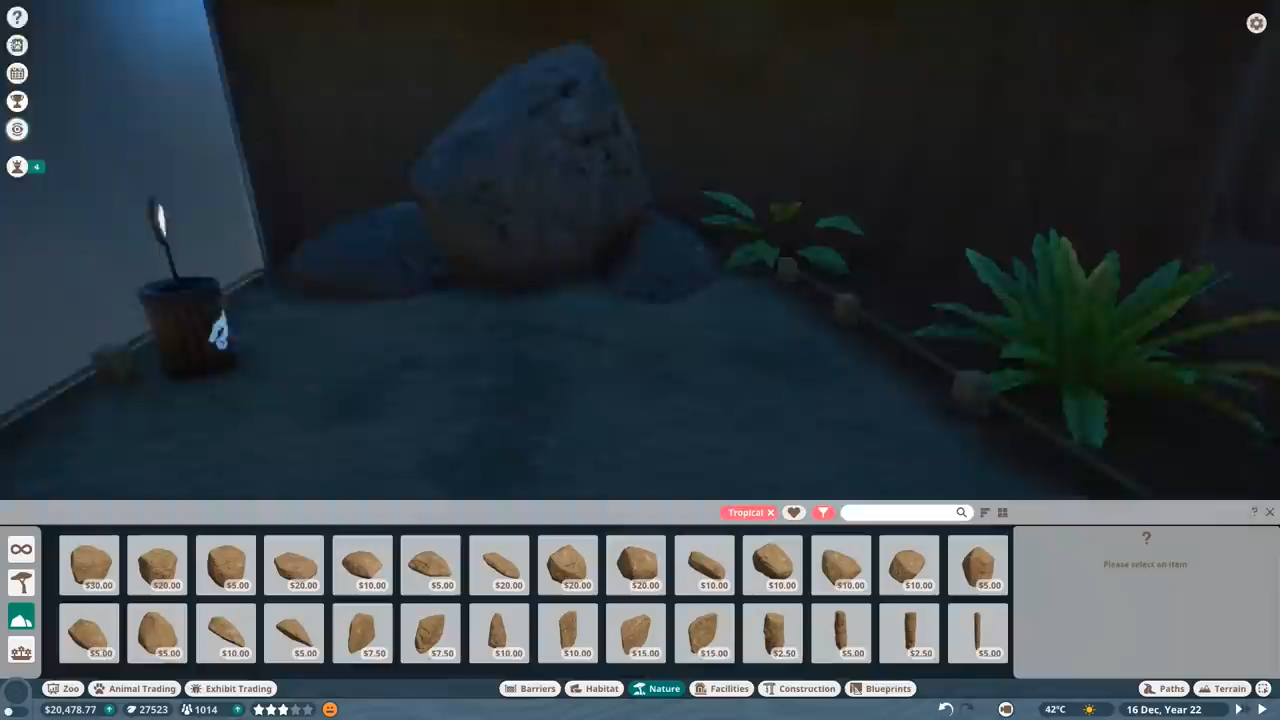 ?
4
Tropical ×
? ×
$30.00 $20.00 $5.00 $20.00 $10.00 $5.00 $20.00 $20.00 $20.00 $10.00 $10.00 $10.00 $10.00 $5.00
?
Please select an item
$5.00 $5.00 $10.00 $5.00 $7.50 $7.50 $10.00 $10.00 $15.00 $15.00 $2.50 $5.00 $2.50 $5.00
Zoo Animal Trading Exhibit Trading Barriers Habitat Nature Facilities Construction Blueprints Paths Terrain
$20,478.77 27523 1014 42°C 16 Dec, Year 22